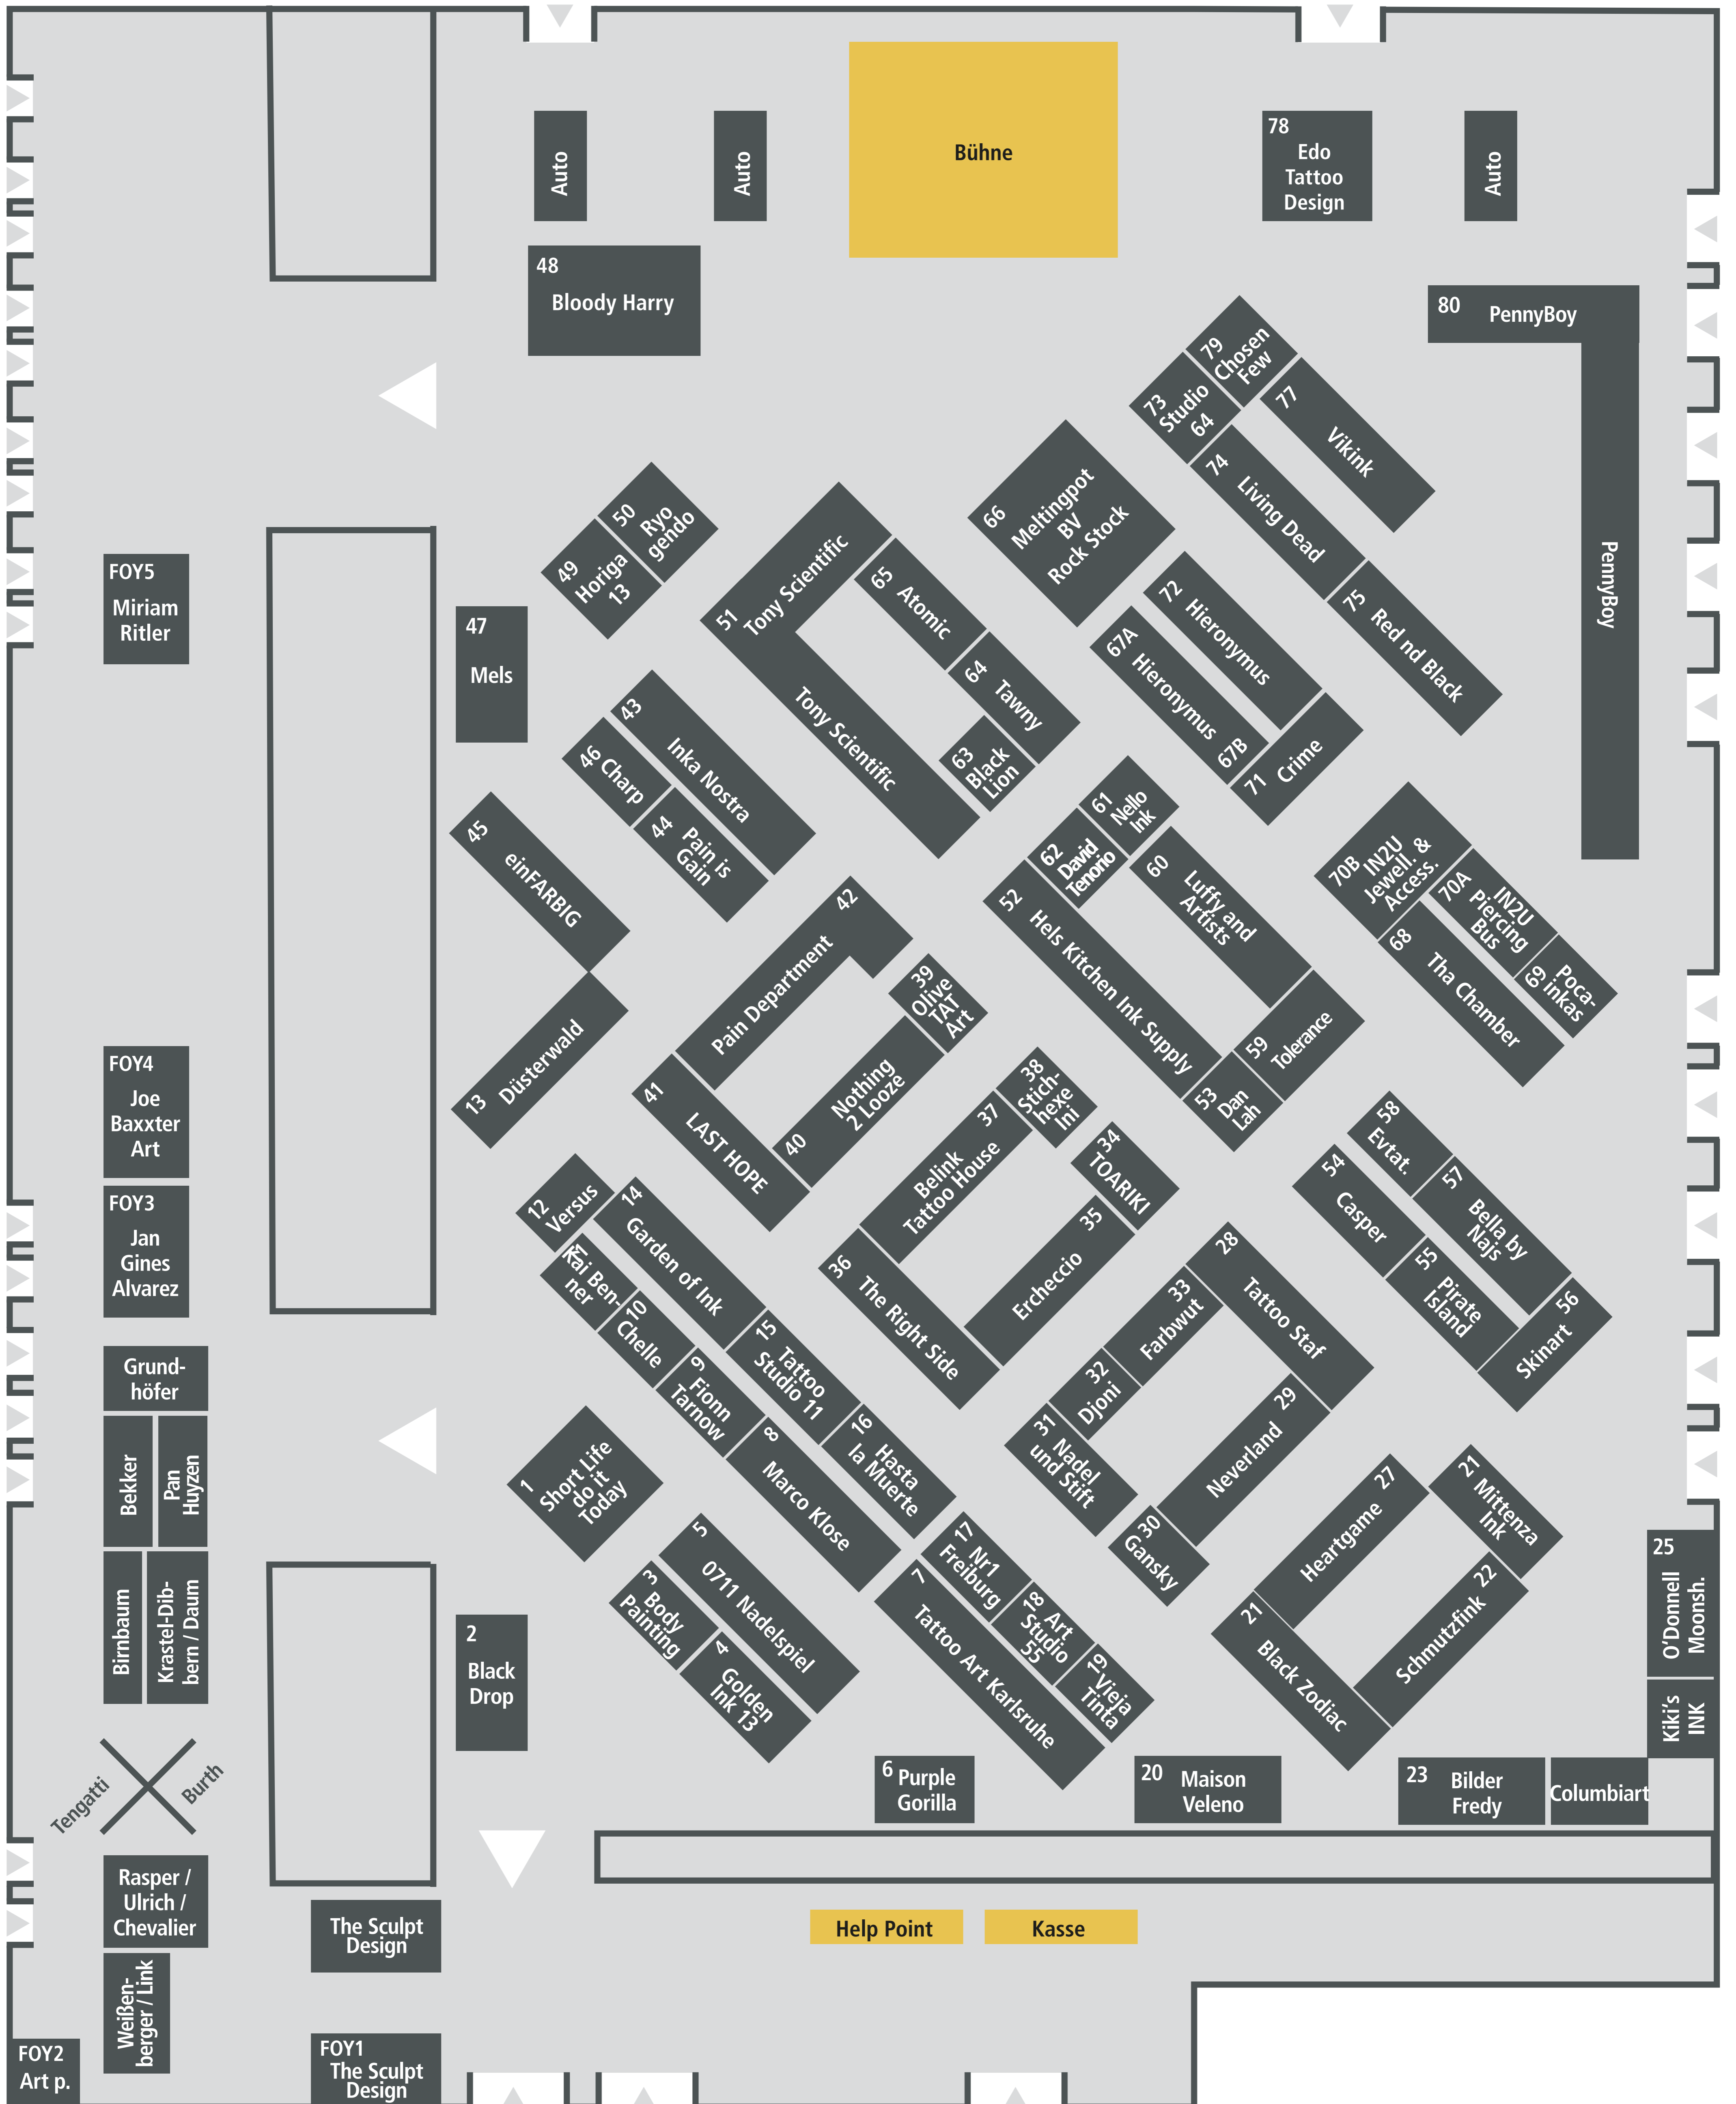 Bühne
Auto
Auto
78
Edo
Tattoo
Design
Auto
48
Bloody Harry
80 PennyBoy
PennyBoy
79
Chosen
Few
73
Studio
64
77
Vikink
74 Living Dead
75 Red nd Black
66
Meltingpot
BV
Rock Stock
72 Hieronymus
67A Hieronymus 67B
71 Crime
50
Ryo
gendo
49
Horiga
13
51 Tony Scientific
Tony Scientific
65 Atomic
64 Tawny
63
Black
Lion
FOY5
Miriam
Ritler
47
Mels
43
Inka Nostra
46 Charp
44 Pain is
Gain
45 einFARBIG
13 Düsterwald
42
Pain Department
41 LAST HOPE
39
Olive
TAT
Art
40
Nothing
2 Looze
61
Nello
Ink
62
David
Tenorio
60 Luffy and
Artists
52 Hels Kitchen Ink Supply
59 Tolerance
53
Dan
Lah
70B IN2U
Jewell. &
Access.
70A IN2U
Piercing
Bus
69 Poca-
inkas
68 Tha Chamber
FOY4
Joe
Baxxter
Art
FOY3
Jan
Gines
Alvarez
12
Versus
14
Garden of Ink
11
Kai Ben-
ner
10
Chelle
9
Fionn
Tarnow
8 Marco Klose
15
Tattoo
Studio 11
16
Hasta
la Muerte
38
Stich-
hexe
Ini
37
Belink
Tattoo House
36 The Right Side
34
TOARIKI
35
Ercheccio
58
Evtat.
57
Bella by
Najs
54
Casper
55
Pirate
Island
56
Skinart
28 Tattoo Staf
33
Farbwut
32
Djoni
31
Nadel
und Stift
29
Neverland
30
Gansky
27
Heartgame
21
Mittenza
Ink
22
Schmutzfink
21 Black Zodiac
Grund-
höfer
Bekker
Pan
Huyzen
Birnbaum
Krastel-Dib-
bern / Daum
Tengatti
Burth
Rasper /
Ulrich /
Chevalier
Weißen-
berger / Link
FOY2
Art p.
1
Short Life
do it
Today
2
Black
Drop
5
0711 Nadelspiel
3
Body
Painting
4
Golden
Ink 13
17
Nr1
Freiburg
18
Art
Studio
55
19
Vieja
Tinta
7
Tattoo Art Karlsruhe
6 Purple
Gorilla
20 Maison
Veleno
23 Bilder
Fredy
Columbiart
25
O'Donnell
Moonsh.
Kiki's
INK
The Sculpt
Design
FOY1
The Sculpt
Design
Help Point
Kasse